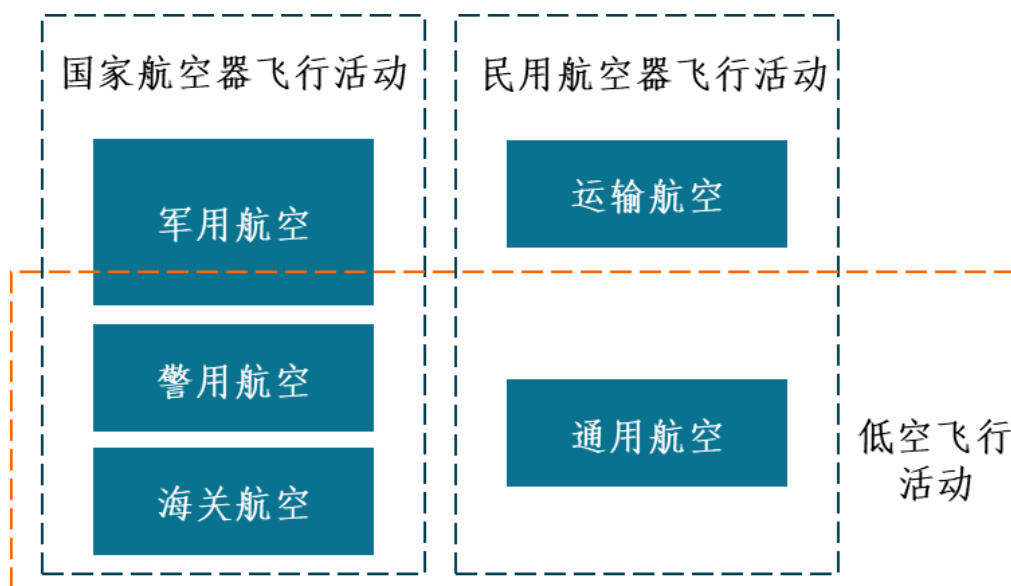 国家航空器飞行活动
民用航空器飞行活动
军用航空
运输航空
警用航空
通用航空
海关航空
低空飞行
活动